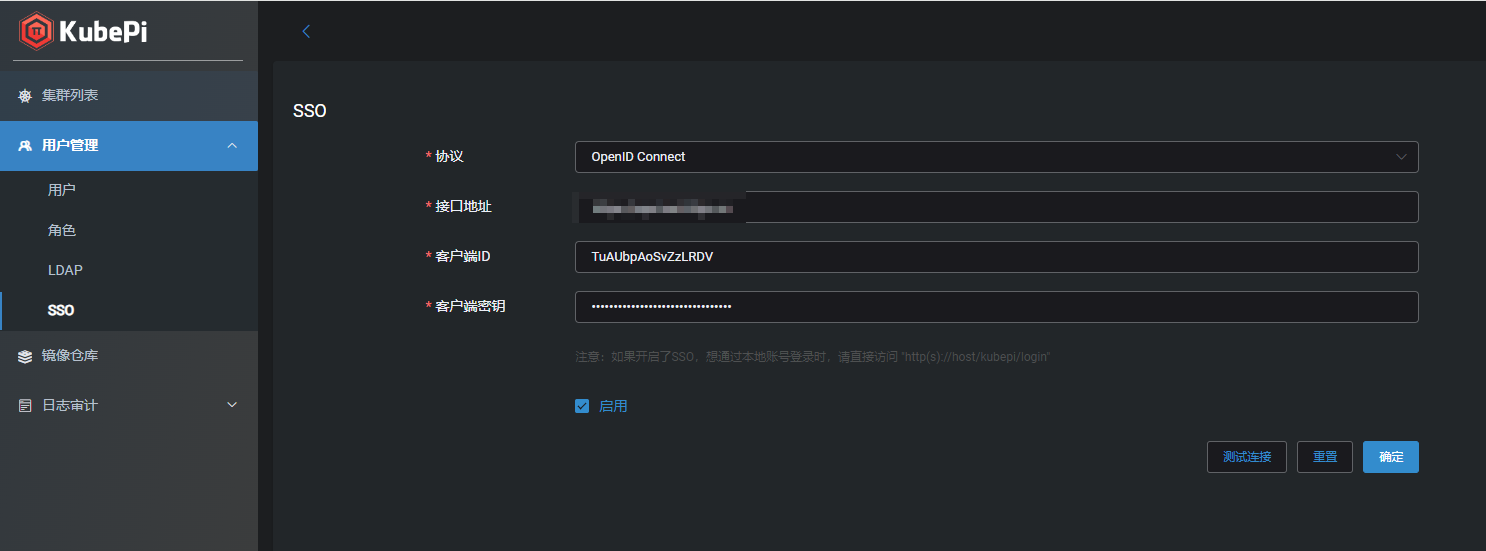 KubePi
集群列表
用户管理
用户
角色
LDAP
SSO
镜像仓库
日志审计
SSO
* 协议 OpenID Connect
* 接口地址
* 客户端ID TuAUbpAoSvZzLRDV
* 客户端密钥 ••••••••••••••••••••••••••••••••
注意：如果开启了SSO，想通过本地账号登录时，请直接访问 "http(s)://host/kubepi/login"
启用
测试连接 重置 确定